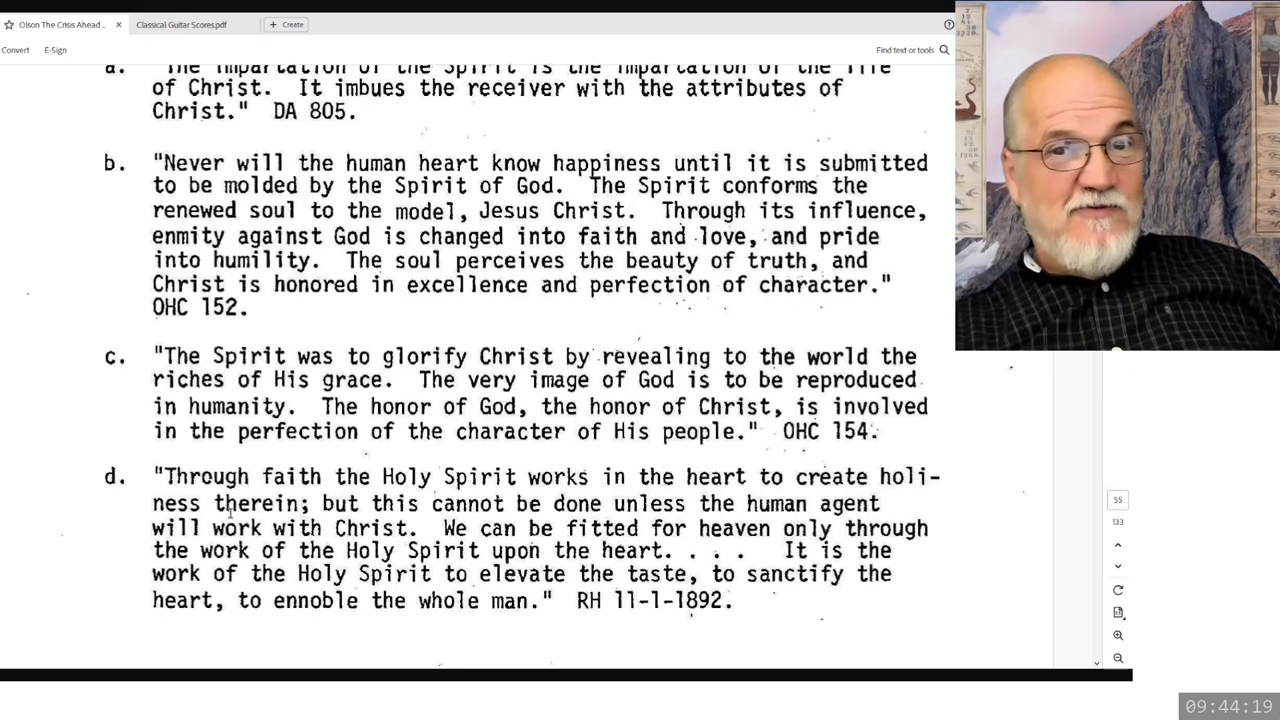 Olson The Crisis Ahead ...
Classical Guitar Scores.pdf
Create
Convert
E-Sign
Find text or tools
a. "The impartation of the Spirit is the impartation of the life
of Christ. It imbues the receiver with the attributes of
Christ." DA 805.
b. "Never will the human heart know happiness until it is submitted
to be molded by the Spirit of God. The Spirit conforms the
renewed soul to the model, Jesus Christ. Through its influence,
enmity against God is changed into faith and love, and pride
into humility. The soul perceives the beauty of truth, and
Christ is honored in excellence and perfection of character."
OHC 152.
c. "The Spirit was to glorify Christ by revealing to the world the
riches of His grace. The very image of God is to be reproduced
in humanity. The honor of God, the honor of Christ, is involved
in the perfection of the character of His people." OHC 154.
d. "Through faith the Holy Spirit works in the heart to create holi-
ness therein; but this cannot be done unless the human agent
will work with Christ. We can be fitted for heaven only through
the work of the Holy Spirit upon the heart. . . . It is the
work of the Holy Spirit to elevate the taste, to sanctify the
heart, to ennoble the whole man." RH 11-1-1892.
55
133
09:44:19